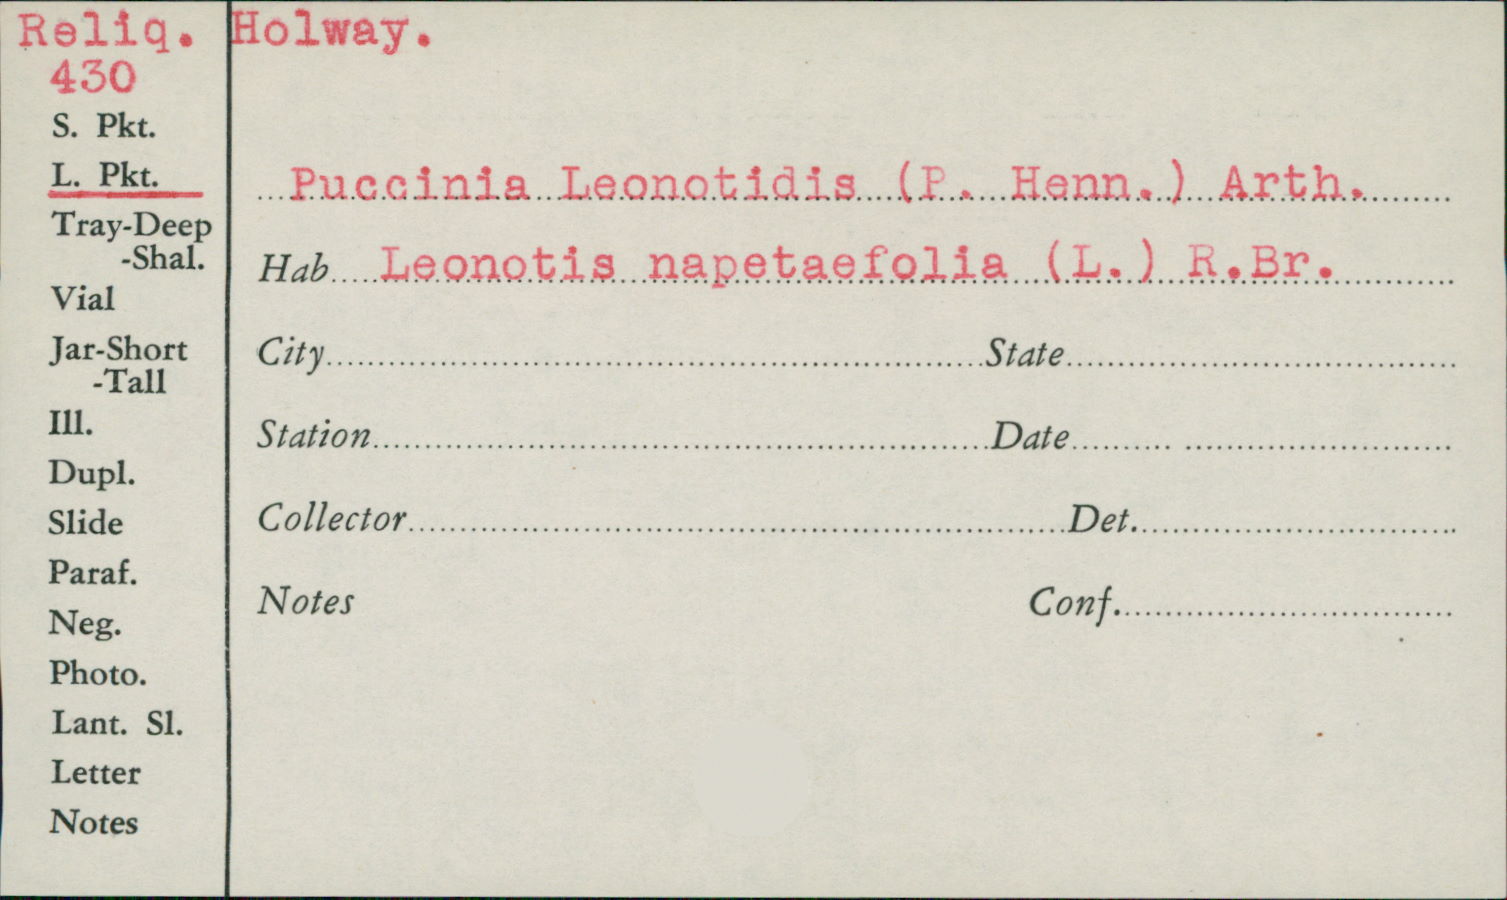 Reliq. Holway.
430
S. Pkt.
L. Pkt.
Tray-Deep
-Shal.
Vial
Jar-Short
-Tall
Ill.
Dupl.
Slide
Paraf.
Neg.
Photo.
Lant. Sl.
Letter
Notes
Puccinia Leonotidis (P. Henn.) Arth.
Hab Leonotis napetaefolia (L.) R.Br.
City State
Station Date
Collector Det.
Notes Conf.